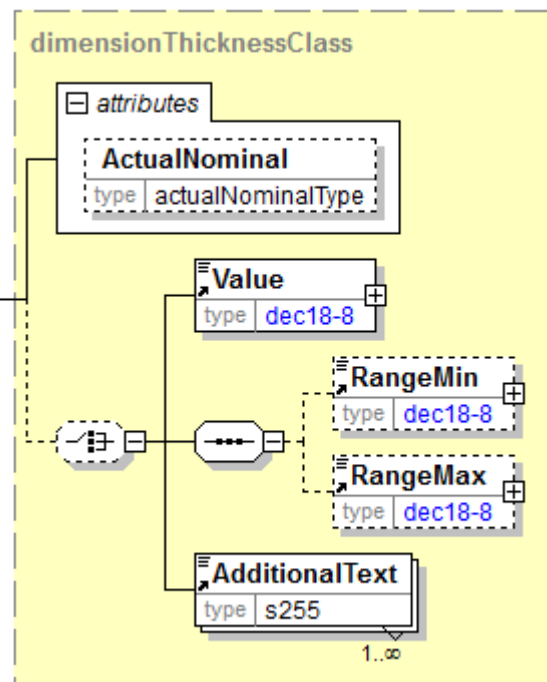 dimensionThicknessClass
attributes
ActualNominal
type actualNominalType
Value
type dec18-8
RangeMin
type dec18-8
RangeMax
type dec18-8
AdditionalText
type s255
1..∞